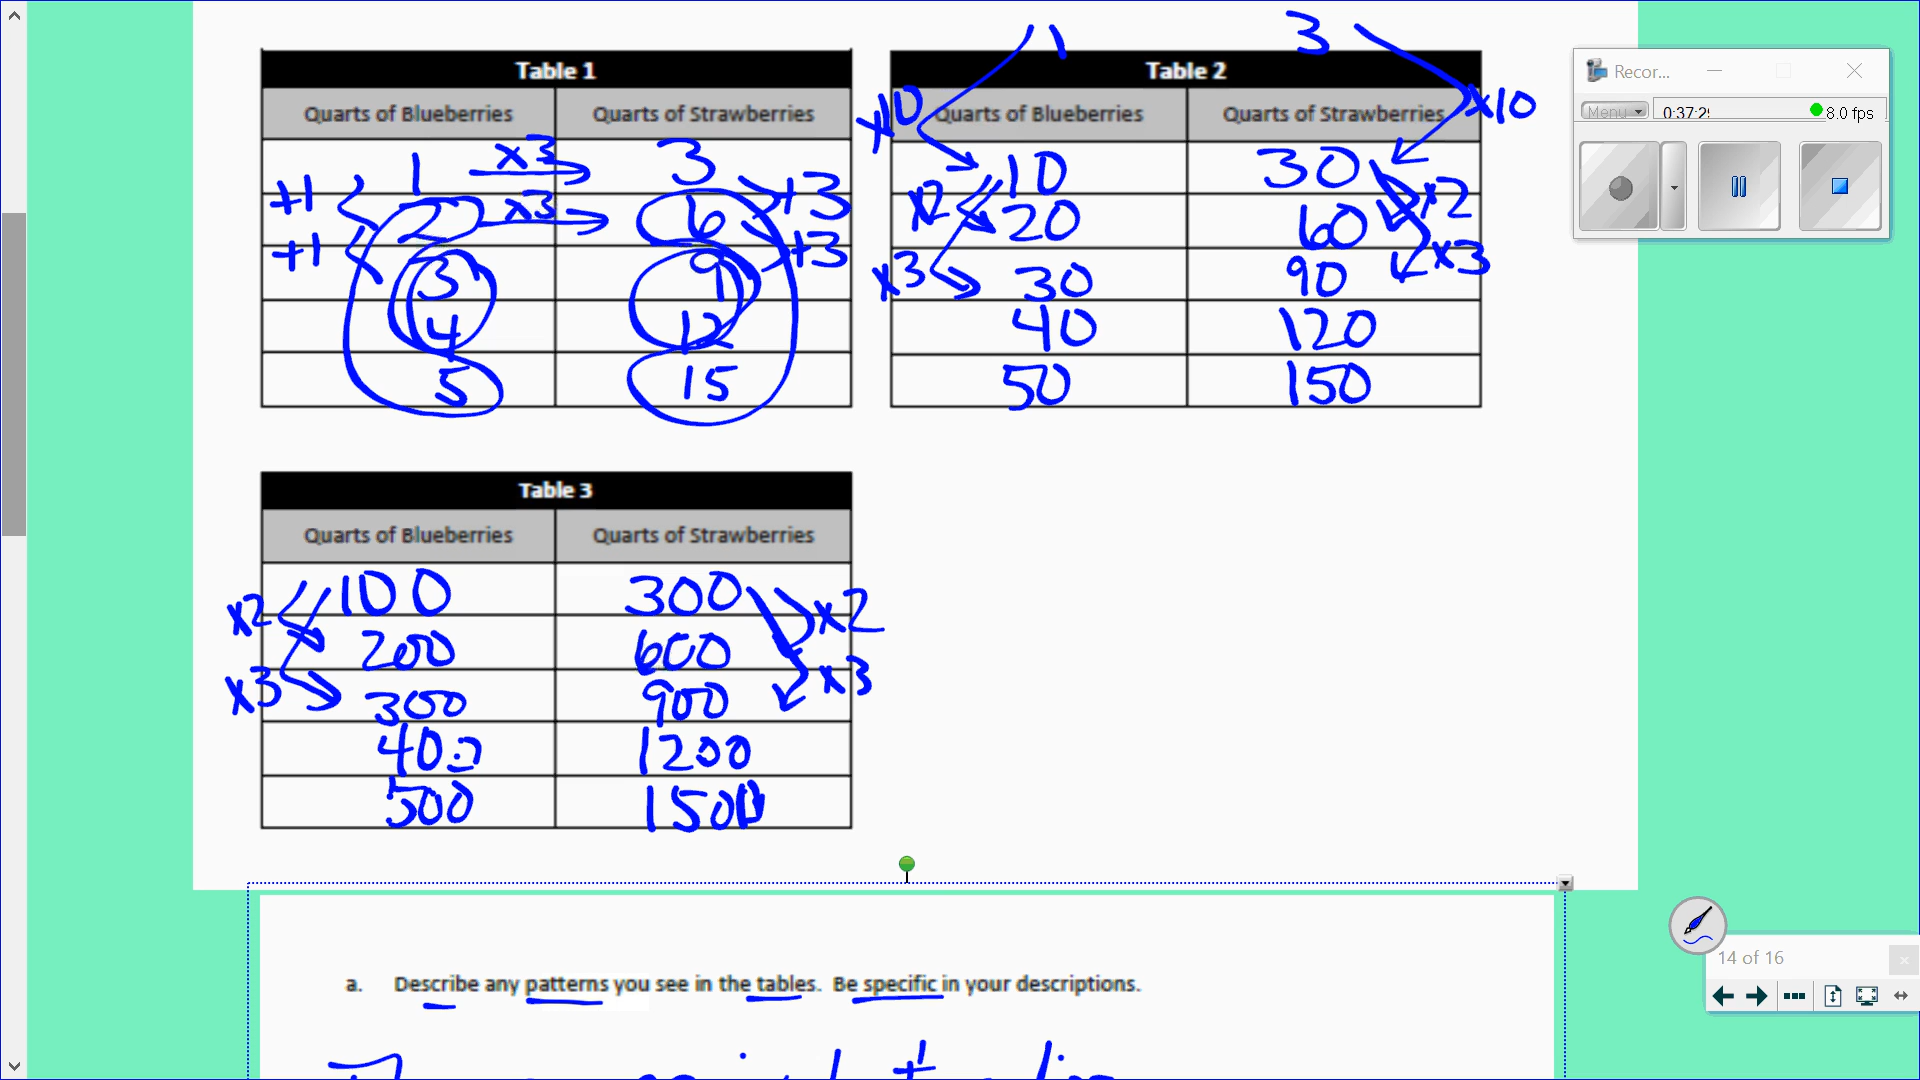 1 3
Table 1
Quarts of Blueberries Quarts of Strawberries
1 x3 3
+1 +3
2 x3 6
+1 +3
3 9
4 12
5 15
Table 2
x10 Quarts of Blueberries Quarts of Strawberries x10
10 30
x2 20 60 x2
x3 30 90 x3
40 120
50 150
Recor...
Menu 0:37:2 8.0 fps
Table 3
Quarts of Blueberries Quarts of Strawberries
100 300
x2 x2
200 600
x3 300 900 x3
400 1200
500 1500
a. Describe any patterns you see in the tables. Be specific in your descriptions.
14 of 16